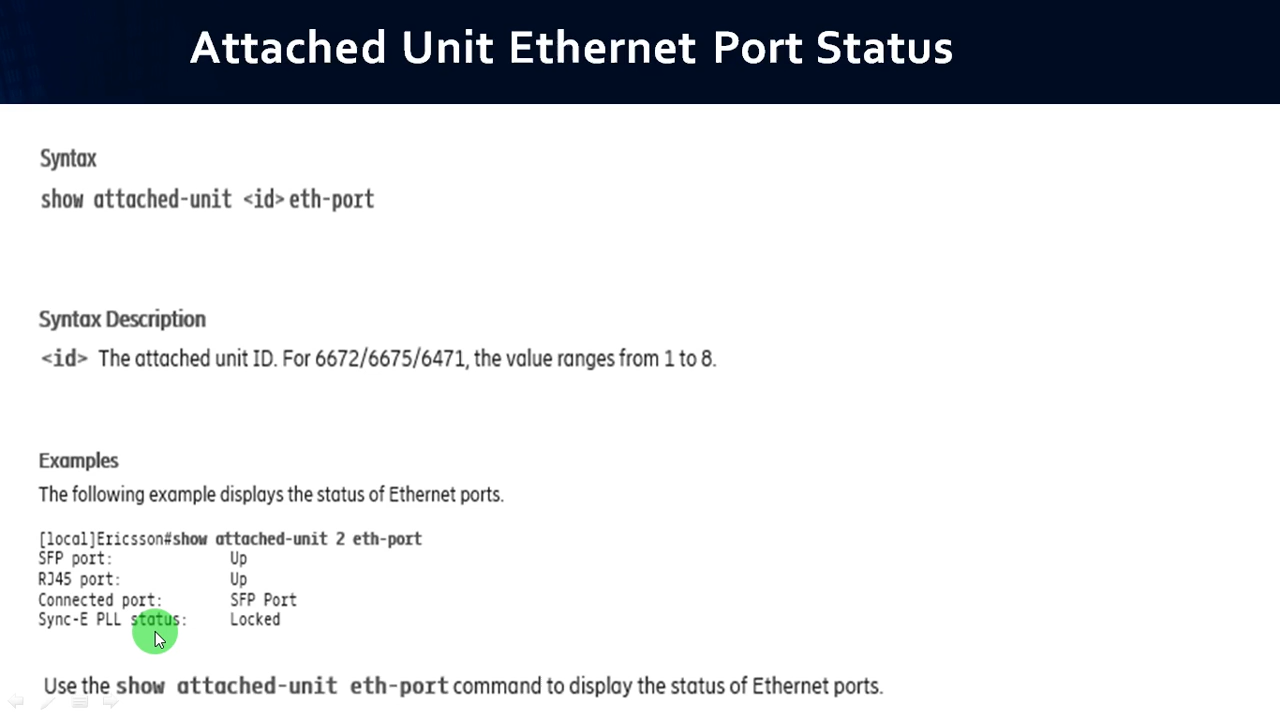 Attached Unit Ethernet Port Status
Syntax
show attached-unit <id> eth-port
Syntax Description
<id> The attached unit ID. For 6672/6675/6471, the value ranges from 1 to 8.
Examples
The following example displays the status of Ethernet ports.
[local]Ericsson#show attached-unit 2 eth-port
SFP port: Up
RJ45 port: Up
Connected port: SFP Port
Sync-E PLL status: Locked
Use the show attached-unit eth-port command to display the status of Ethernet ports.